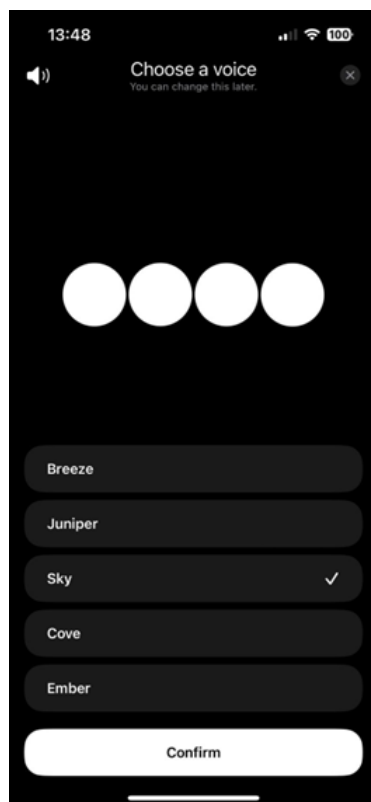 13:48
100
Choose a voice
You can change this later.
Breeze
Juniper
Sky
Cove
Ember
Confirm